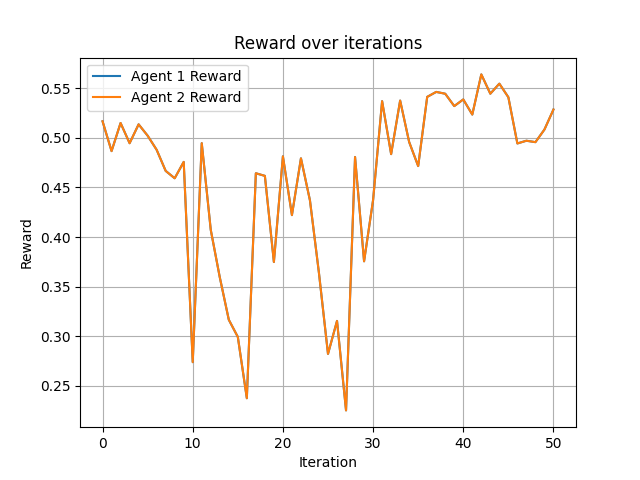 Reward over iterations
Agent 1 Reward
Agent 2 Reward
0.55
0.50
0.45
0.40
0.35
0.30
0.25
Reward
0 10 20 30 40 50
Iteration